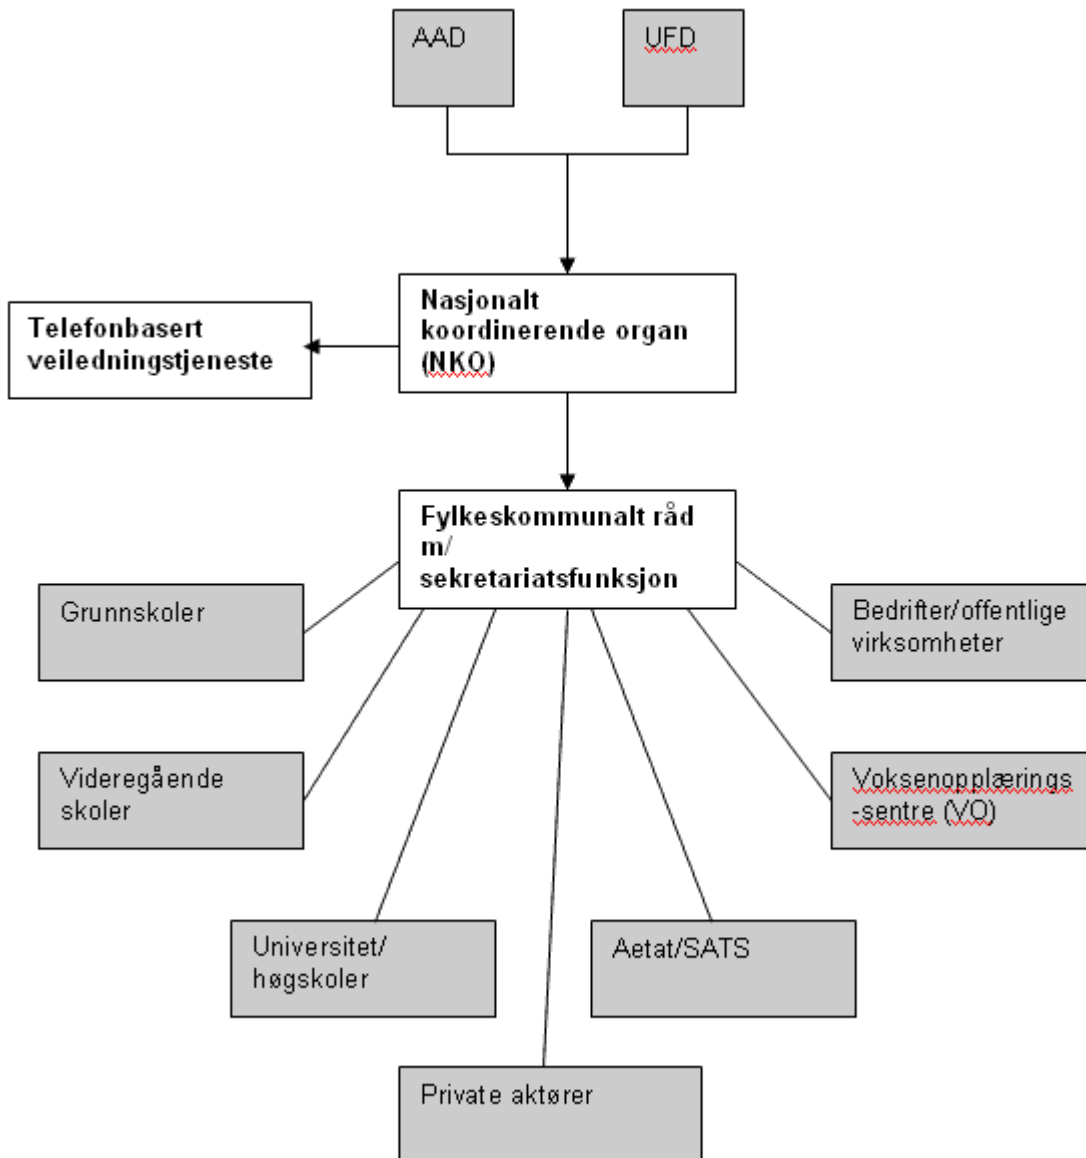 AAD
UFD
Nasjonalt
koordinerende organ
(NKO)
Telefonbasert
veiledningstjeneste
Fylkeskommunalt råd
m/
sekretariatsfunksjon
Grunnskoler
Bedrifter/offentlige
virksomheter
Videregående
skoler
Voksenopplærings
-sentre (VO)
Universitet/
høgskoler
Aetat/SATS
Private aktører